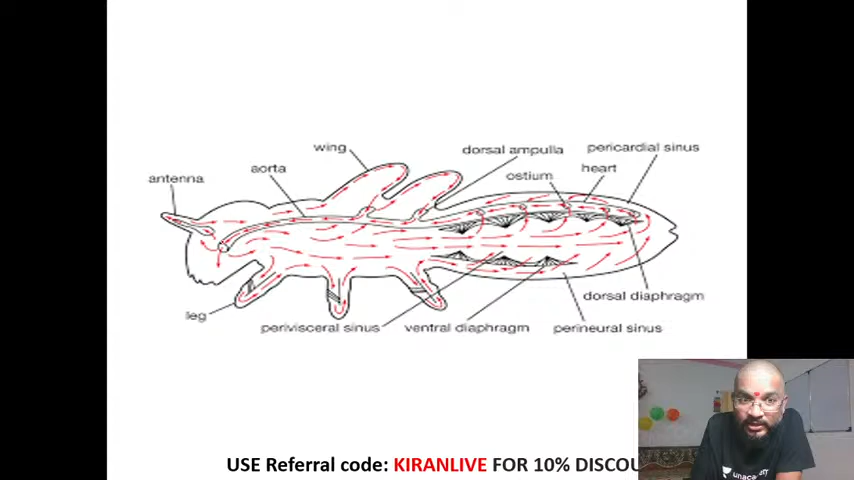 wing
dorsal ampulla
pericardial sinus
antenna
aorta
ostium
heart
leg
perivisceral sinus
ventral diaphragm
perineural sinus
dorsal diaphragm
USE Referral code: KIRANLIVE FOR 10% DISCOU
unacademy